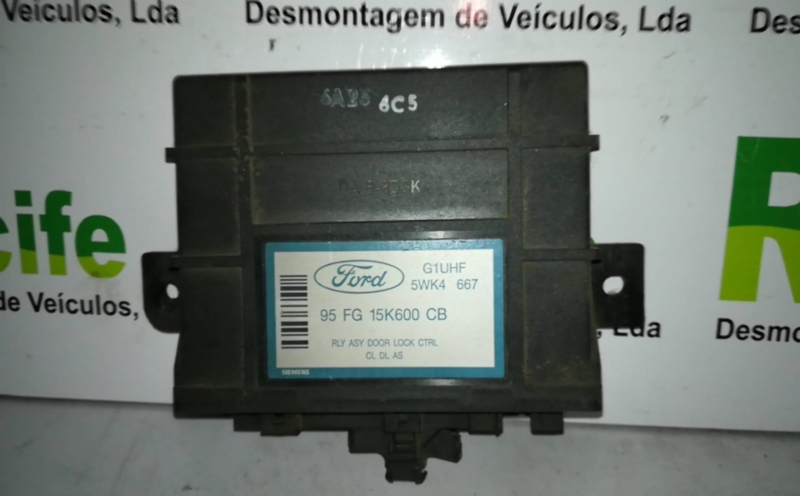 Veículos, Lda
Desmontagem de Veículos, Lda
Des
6A25 6C5
K
Ford
G1UHF
5WK4 667
95 FG 15K600 CB
RLY ASY DOOR LOCK CTRL
CL DL AS
SIEMENS
cife
de Veículos,
R
Lda
Desmo